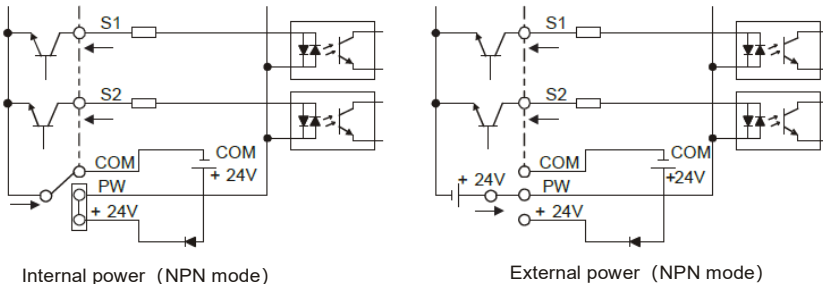 S1
S2
COM
COM
+ 24V
PW
+ 24V
Internal power（NPN mode）
S1
S2
COM
COM
+24V
+ 24V
PW
+ 24V
External power（NPN mode）